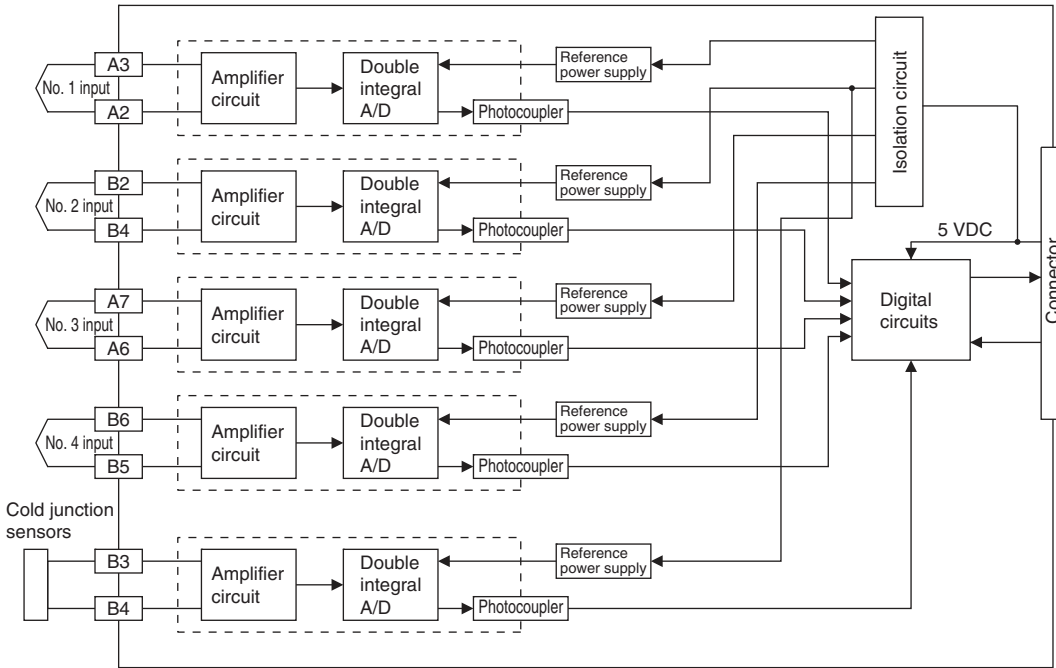 A3
No. 1 input
A2
Amplifier
circuit
Double
integral
A/D
Reference
power supply
Photocoupler
Isolation circuit
B2
No. 2 input
B4
Amplifier
circuit
Double
integral
A/D
Reference
power supply
Photocoupler
5 VDC
Connector
A7
No. 3 input
A6
Amplifier
circuit
Double
integral
A/D
Reference
power supply
Photocoupler
Digital
circuits
B6
No. 4 input
B5
Amplifier
circuit
Double
integral
A/D
Reference
power supply
Photocoupler
Cold junction
sensors
B3
B4
Amplifier
circuit
Double
integral
A/D
Reference
power supply
Photocoupler